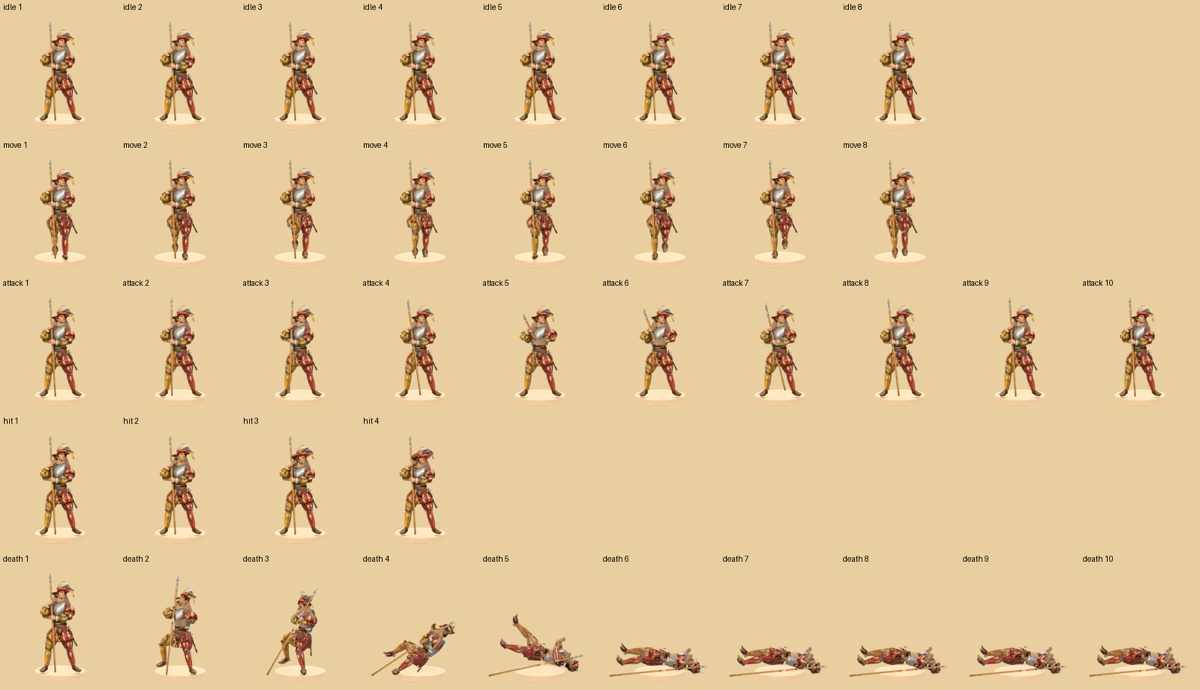 idle 1 idle 2 idle 3 idle 4 idle 5 idle 6 idle 7 idle 8
move 1 move 2 move 3 move 4 move 5 move 6 move 7 move 8
attack 1 attack 2 attack 3 attack 4 attack 5 attack 6 attack 7 attack 8 attack 9 attack 10
hit 1 hit 2 hit 3 hit 4
death 1 death 2 death 3 death 4 death 5 death 6 death 7 death 8 death 9 death 10